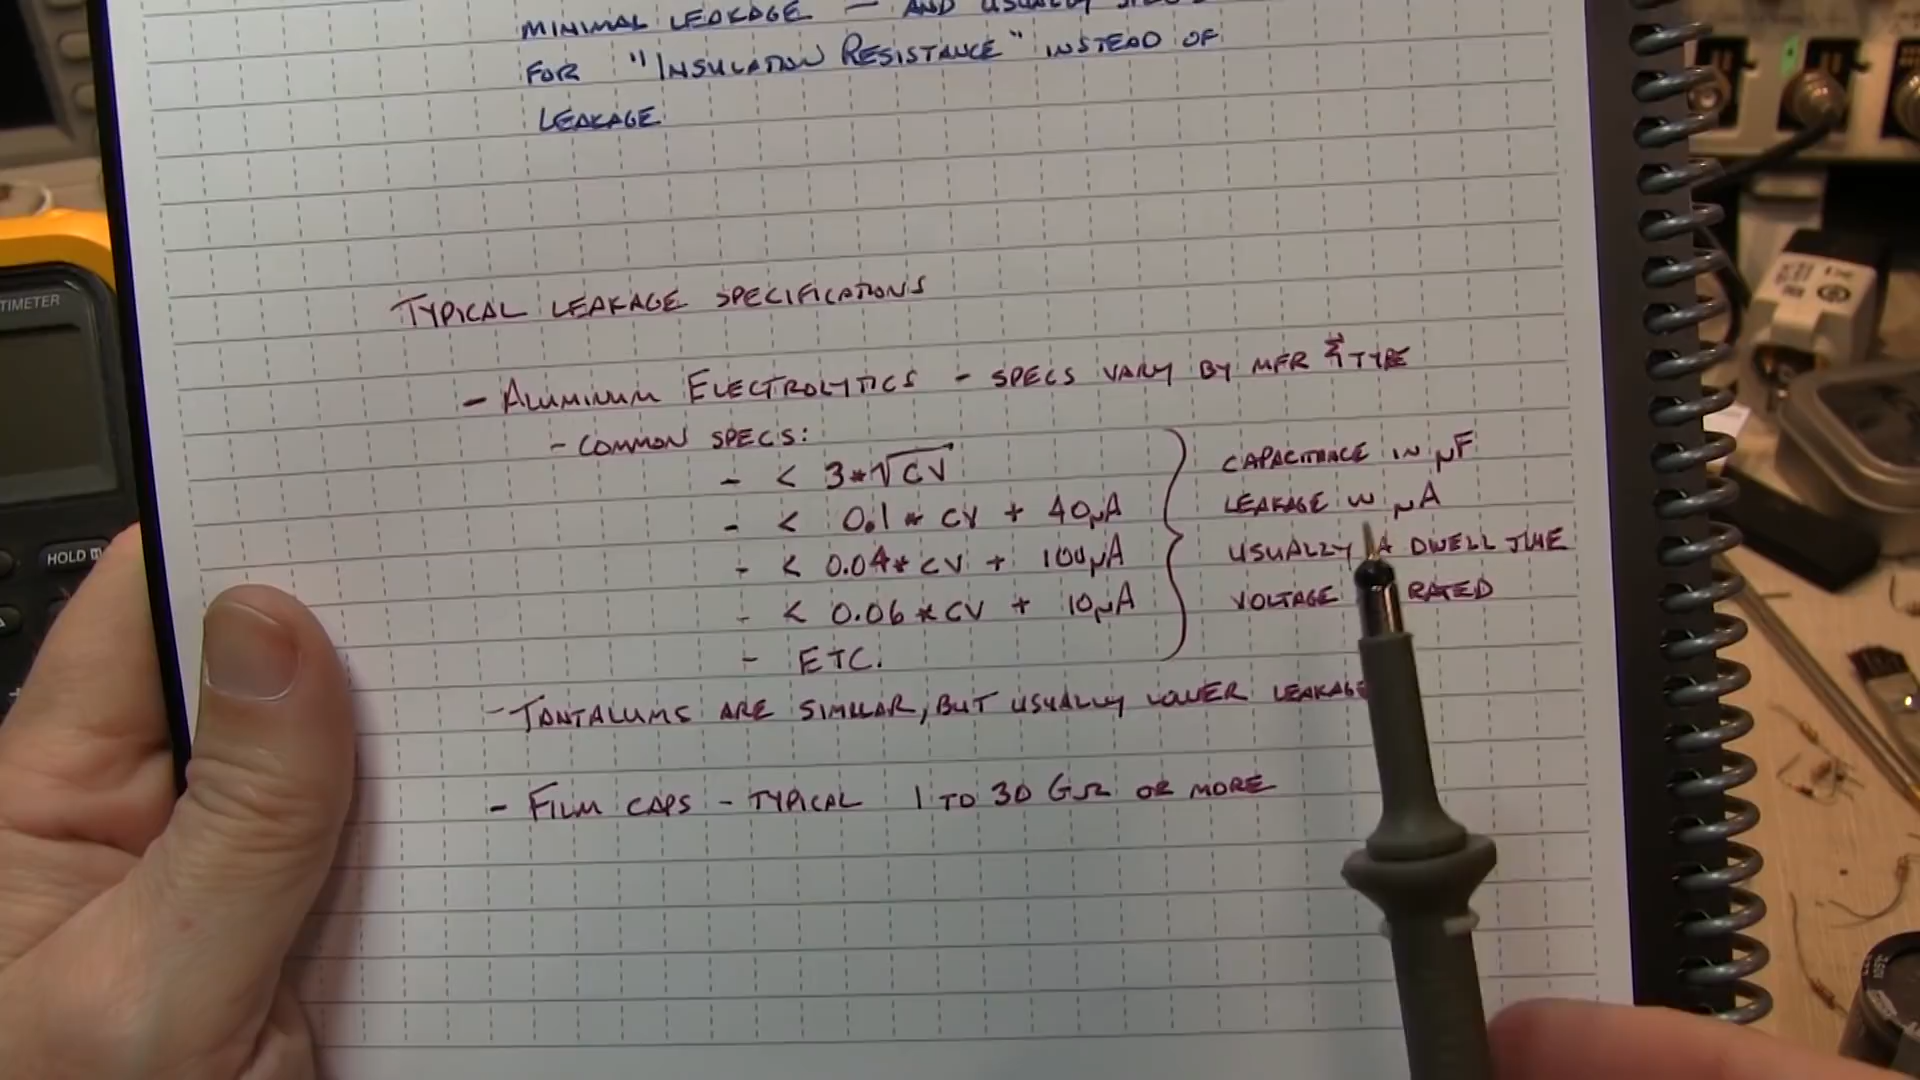 MINIMAL LEAKAGE — AND USUALLY
FOR "INSULATION RESISTANCE" INSTEAD OF
LEAKAGE
TYPICAL LEAKAGE SPECIFICATIONS
- ALUMINUM ELECTROLYTICS - SPECS VARY BY MFR & TYPE
- COMMON SPECS:
- < 3*√CV
- < 0.1 * CV + 40µA
- < 0.04* CV + 100µA
- < 0.06 * CV + 10µA
- ETC.
CAPACITNACE IN µF
LEAKAGE IN µA
USUALLY A DWELL TIME
VOLTAGE RATED
- TANTALUMS ARE SIMILAR, BUT USUALLY LOWER LEAKAGE
- FILM CAPS - TYPICAL 1 TO 30 GΩ OR MORE
TIMETER
HOLD